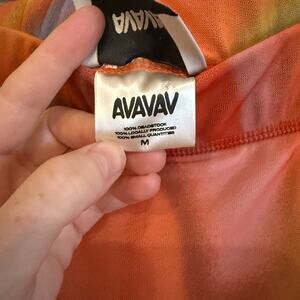 AVAVAV
AVAVAV
100% DEADSTOCK
100% LOCALLY PRODUCED
100% SMALL QUANTITIES
M